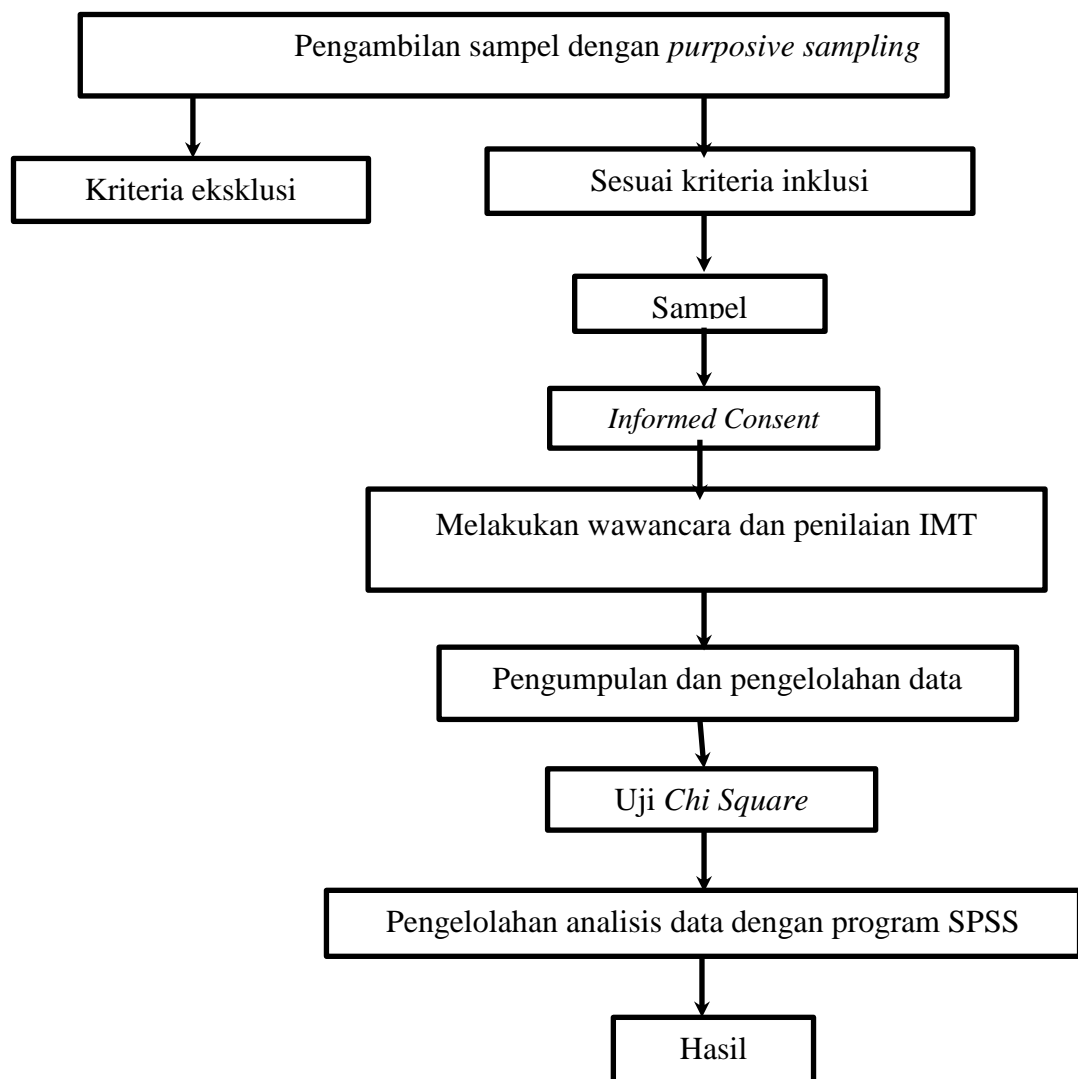 Pengambilan sampel dengan purposive sampling
Kriteria eksklusi
Sesuai kriteria inklusi
Sampel
Informed Consent
Melakukan wawancara dan penilaian IMT
Pengumpulan dan pengelolahan data
Uji Chi Square
Pengelolahan analisis data dengan program SPSS
Hasil